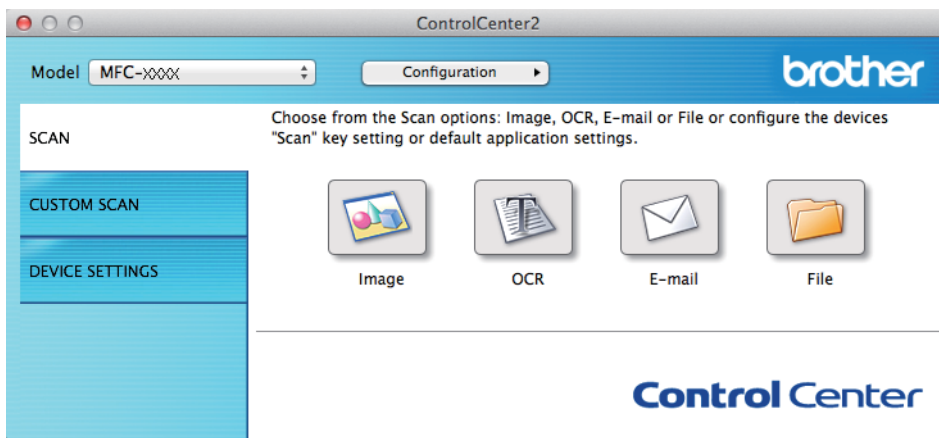 ControlCenter2
Model MFC-XXXX Configuration
brother
SCAN
Choose from the Scan options: Image, OCR, E-mail or File or configure the devices
"Scan" key setting or default application settings.
CUSTOM SCAN
DEVICE SETTINGS
Image OCR E-mail File
Control Center